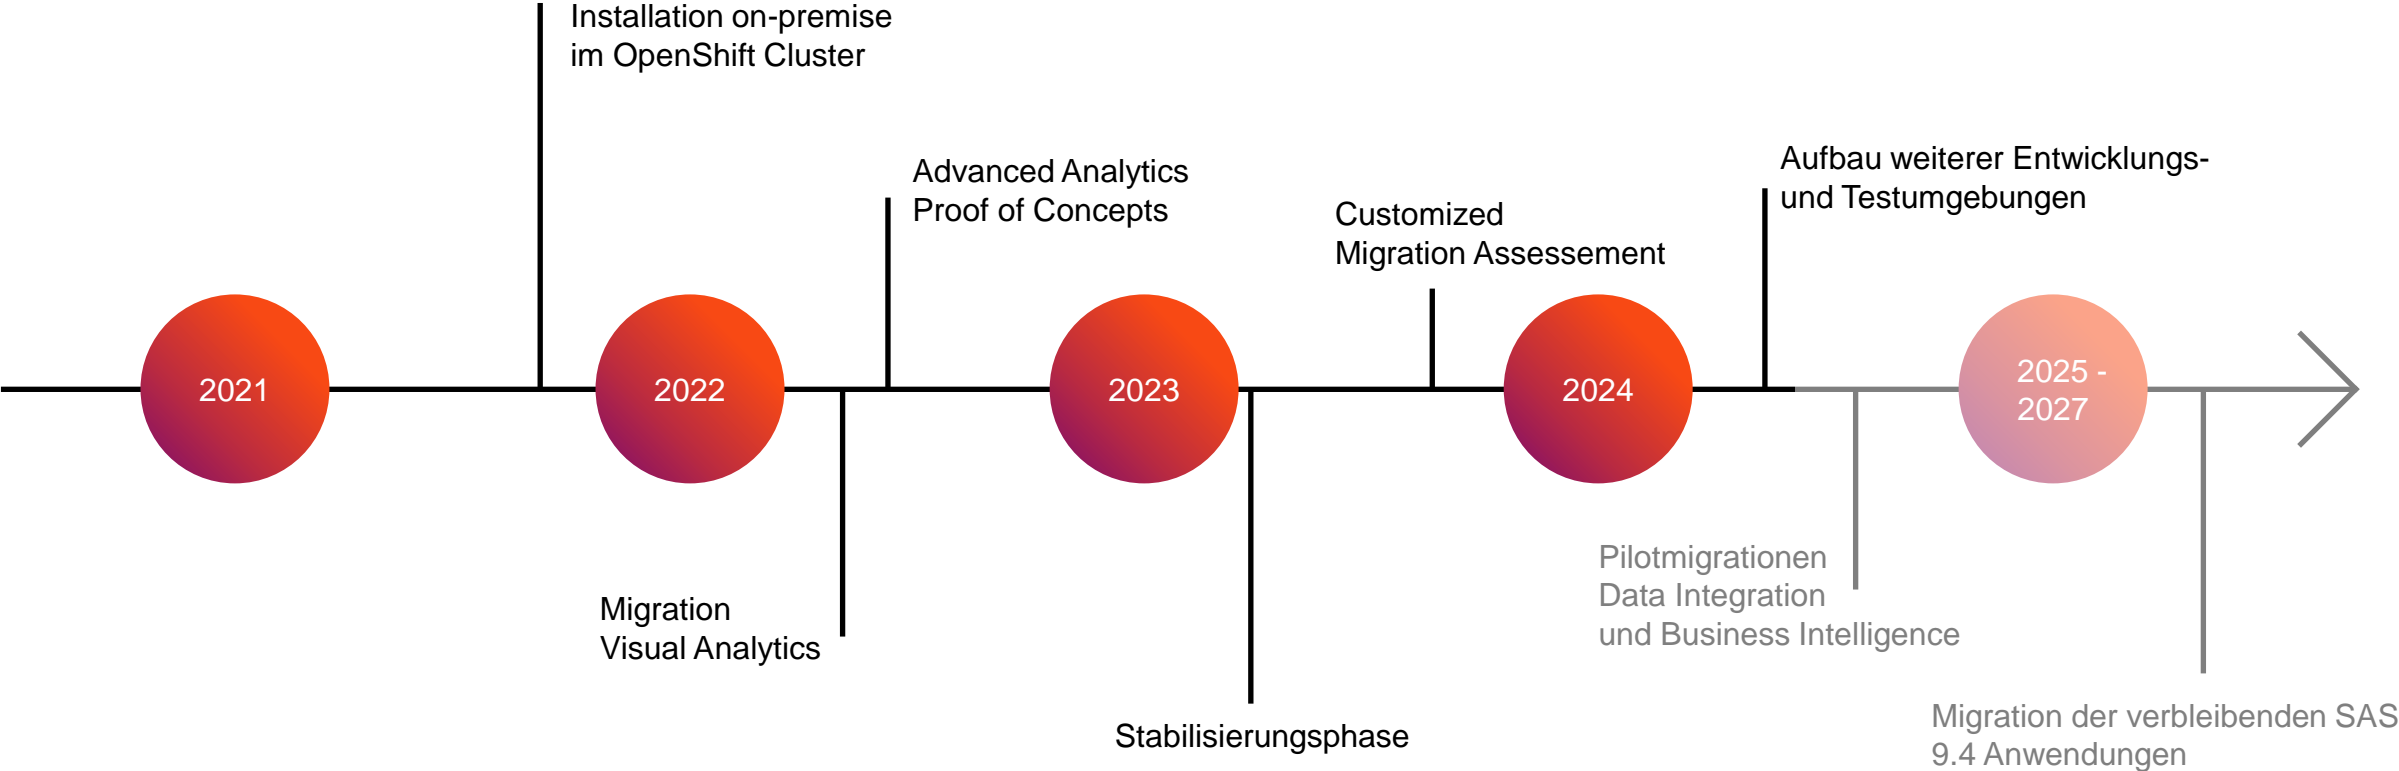 Installation on-premise
im OpenShift Cluster
Advanced Analytics
Proof of Concepts
Customized
Migration Assessement
Aufbau weiterer Entwicklungs-
und Testumgebungen
2021
2022
2023
2024
2025 -
2027
Migration
Visual Analytics
Stabilisierungsphase
Pilotmigrationen
Data Integration
und Business Intelligence
Migration der verbleibenden SAS
9.4 Anwendungen